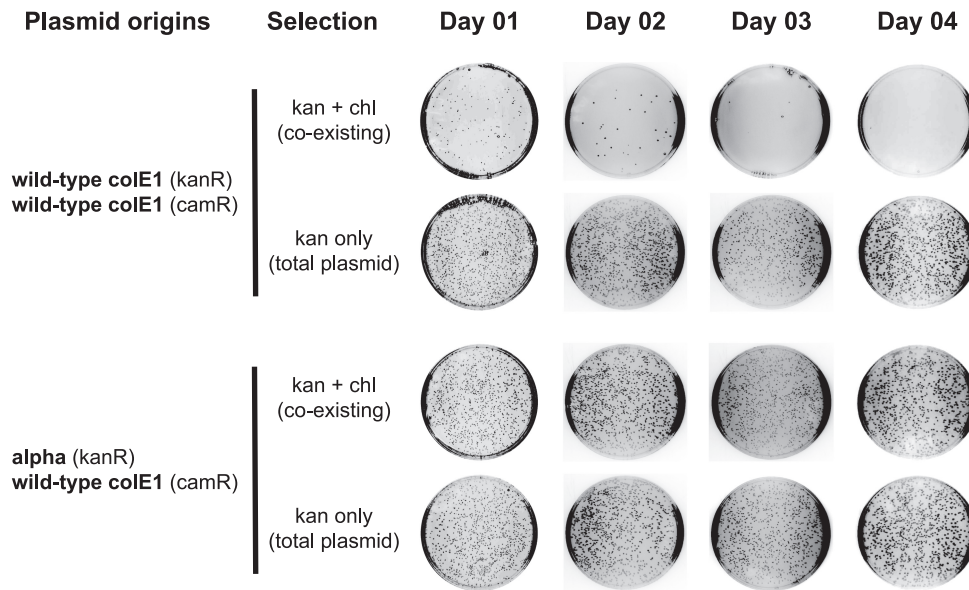 Plasmid origins Selection Day 01 Day 02 Day 03 Day 04
kan + chl
(co-existing)
wild-type colE1 (kanR)
wild-type colE1 (camR)
kan only
(total plasmid)
kan + chl
(co-existing)
alpha (kanR)
wild-type colE1 (camR)
kan only
(total plasmid)